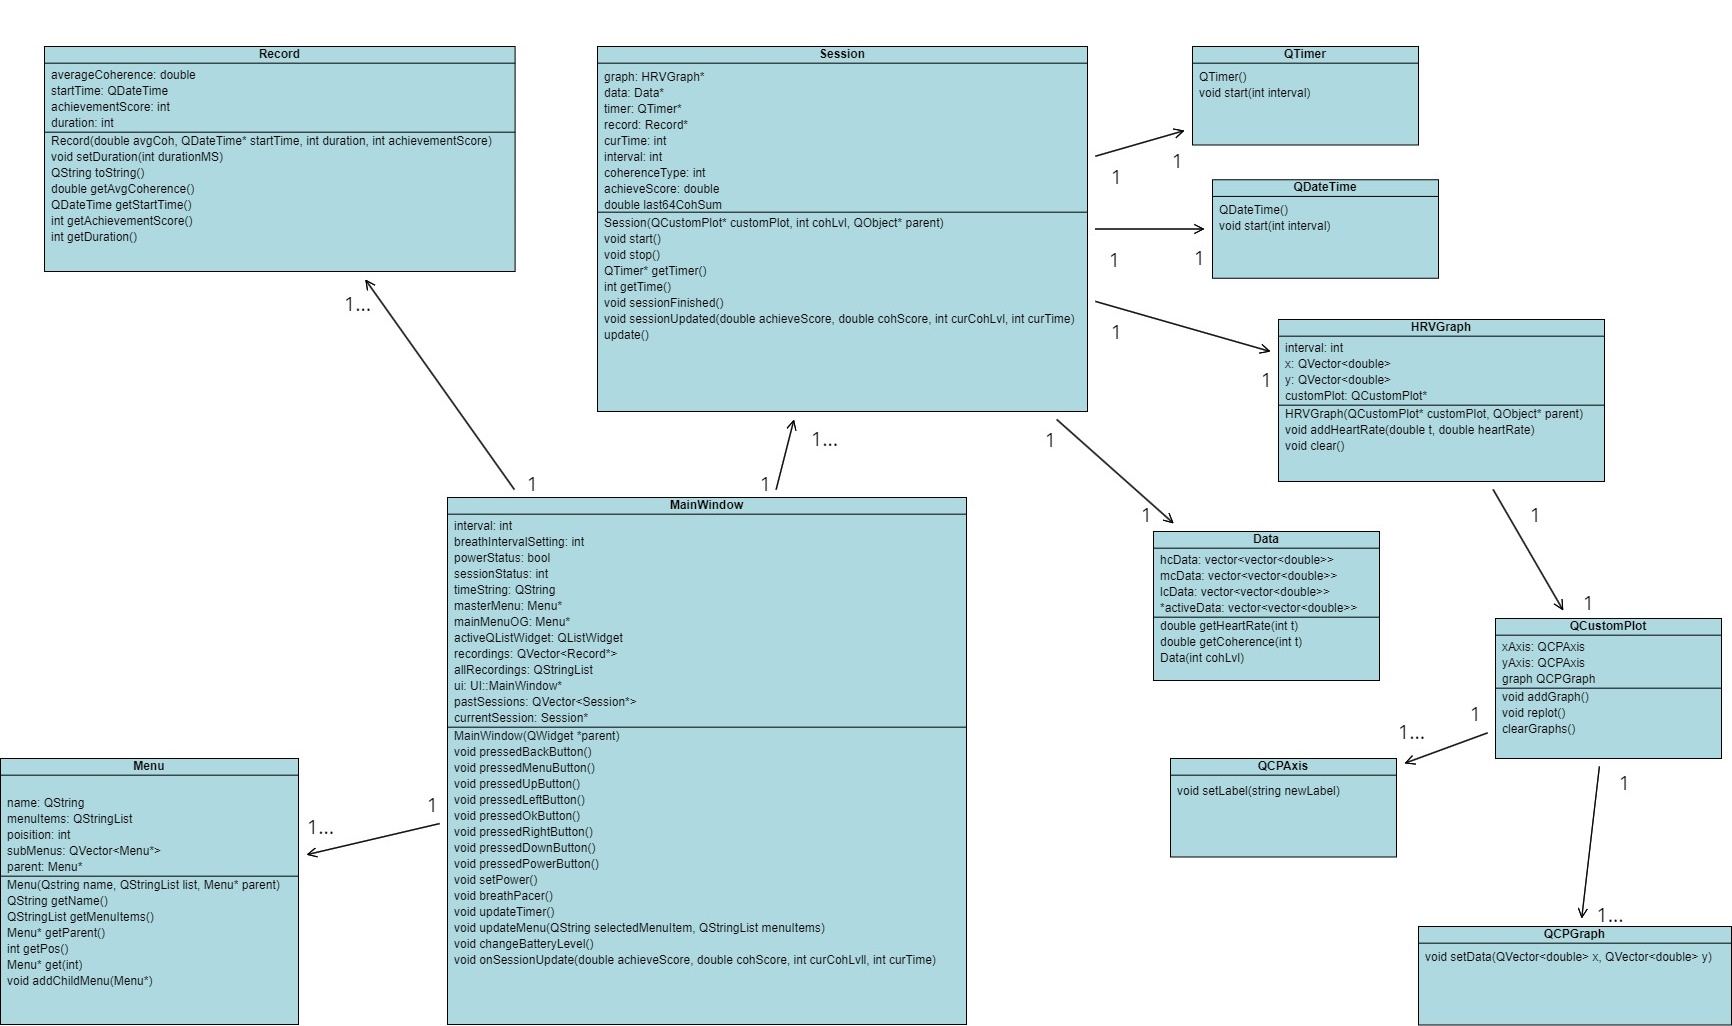 Record
averageCoherence: double
startTime: QDateTime
achievementScore: int
duration: int
Record(double avgCoh, QDateTime* startTime, int duration, int achievementScore)
void setDuration(int durationMS)
QString toString()
double getAvgCoherence()
QDateTime getStartTime()
int getAchievementScore()
int getDuration()
Session
graph: HRVGraph*
data: Data*
timer: QTimer*
record: Record*
curTime: int
interval: int
coherenceType: int
achieveScore: double
double last64CohSum
Session(QCustomPlot* customPlot, int cohLvl, QObject* parent)
void start()
void stop()
QTimer* getTimer()
int getTime()
void sessionFinished()
void sessionUpdated(double achieveScore, double cohScore, int curCohLvl, int curTime)
update()
QTimer
QTimer()
void start(int interval)
1
1
QDateTime
QDateTime()
void start(int interval)
1
1
HRVGraph
interval: int
x: QVector<double>
y: QVector<double>
customPlot: QCustomPlot*
HRVGraph(QCustomPlot* customPlot, QObject* parent)
void addHeartRate(double t, double heartRate)
void clear()
1
1
1...
1
1...
1
1
1
MainWindow
interval: int
breathIntervalSetting: int
powerStatus: bool
sessionStatus: int
timeString: QString
masterMenu: Menu*
mainMenuOG: Menu*
activeQListWidget: QListWidget
recordings: QVector<Record*>
allRecordings: QStringList
ui: UI::MainWindow*
pastSessions: QVector<Session*>
currentSession: Session*
MainWindow(QWidget *parent)
void pressedBackButton()
void pressedMenuButton()
void pressedUpButton()
void pressedLeftButton()
void pressedOkButton()
void pressedRightButton()
void pressedDownButton()
void pressedPowerButton()
void setPower()
void breathPacer()
void updateTimer()
void updateMenu(QString selectedMenuItem, QStringList menuItems)
void changeBatteryLevel()
void onSessionUpdate(double achieveScore, double cohScore, int curCohLvll, int curTime)
Data
hcData: vector<vector<double>>
mcData: vector<vector<double>>
lcData: vector<vector<double>>
*activeData: vector<vector<double>>
double getHeartRate(int t)
double getCoherence(int t)
Data(int cohLvl)
1
1
QCustomPlot
xAxis: QCPAxis
yAxis: QCPAxis
graph QCPGraph
void addGraph()
void replot()
clearGraphs()
1
1...
QCPAxis
void setLabel(string newLabel)
1
1...
QCPGraph
void setData(QVector<double> x, QVector<double> y)
1
1...
Menu
name: QString
menuItems: QStringList
poisition: int
subMenus: QVector<Menu*>
parent: Menu*
Menu(Qstring name, QStringList list, Menu* parent)
QString getName()
QStringList getMenuItems()
Menu* getParent()
int getPos()
Menu* get(int)
void addChildMenu(Menu*)